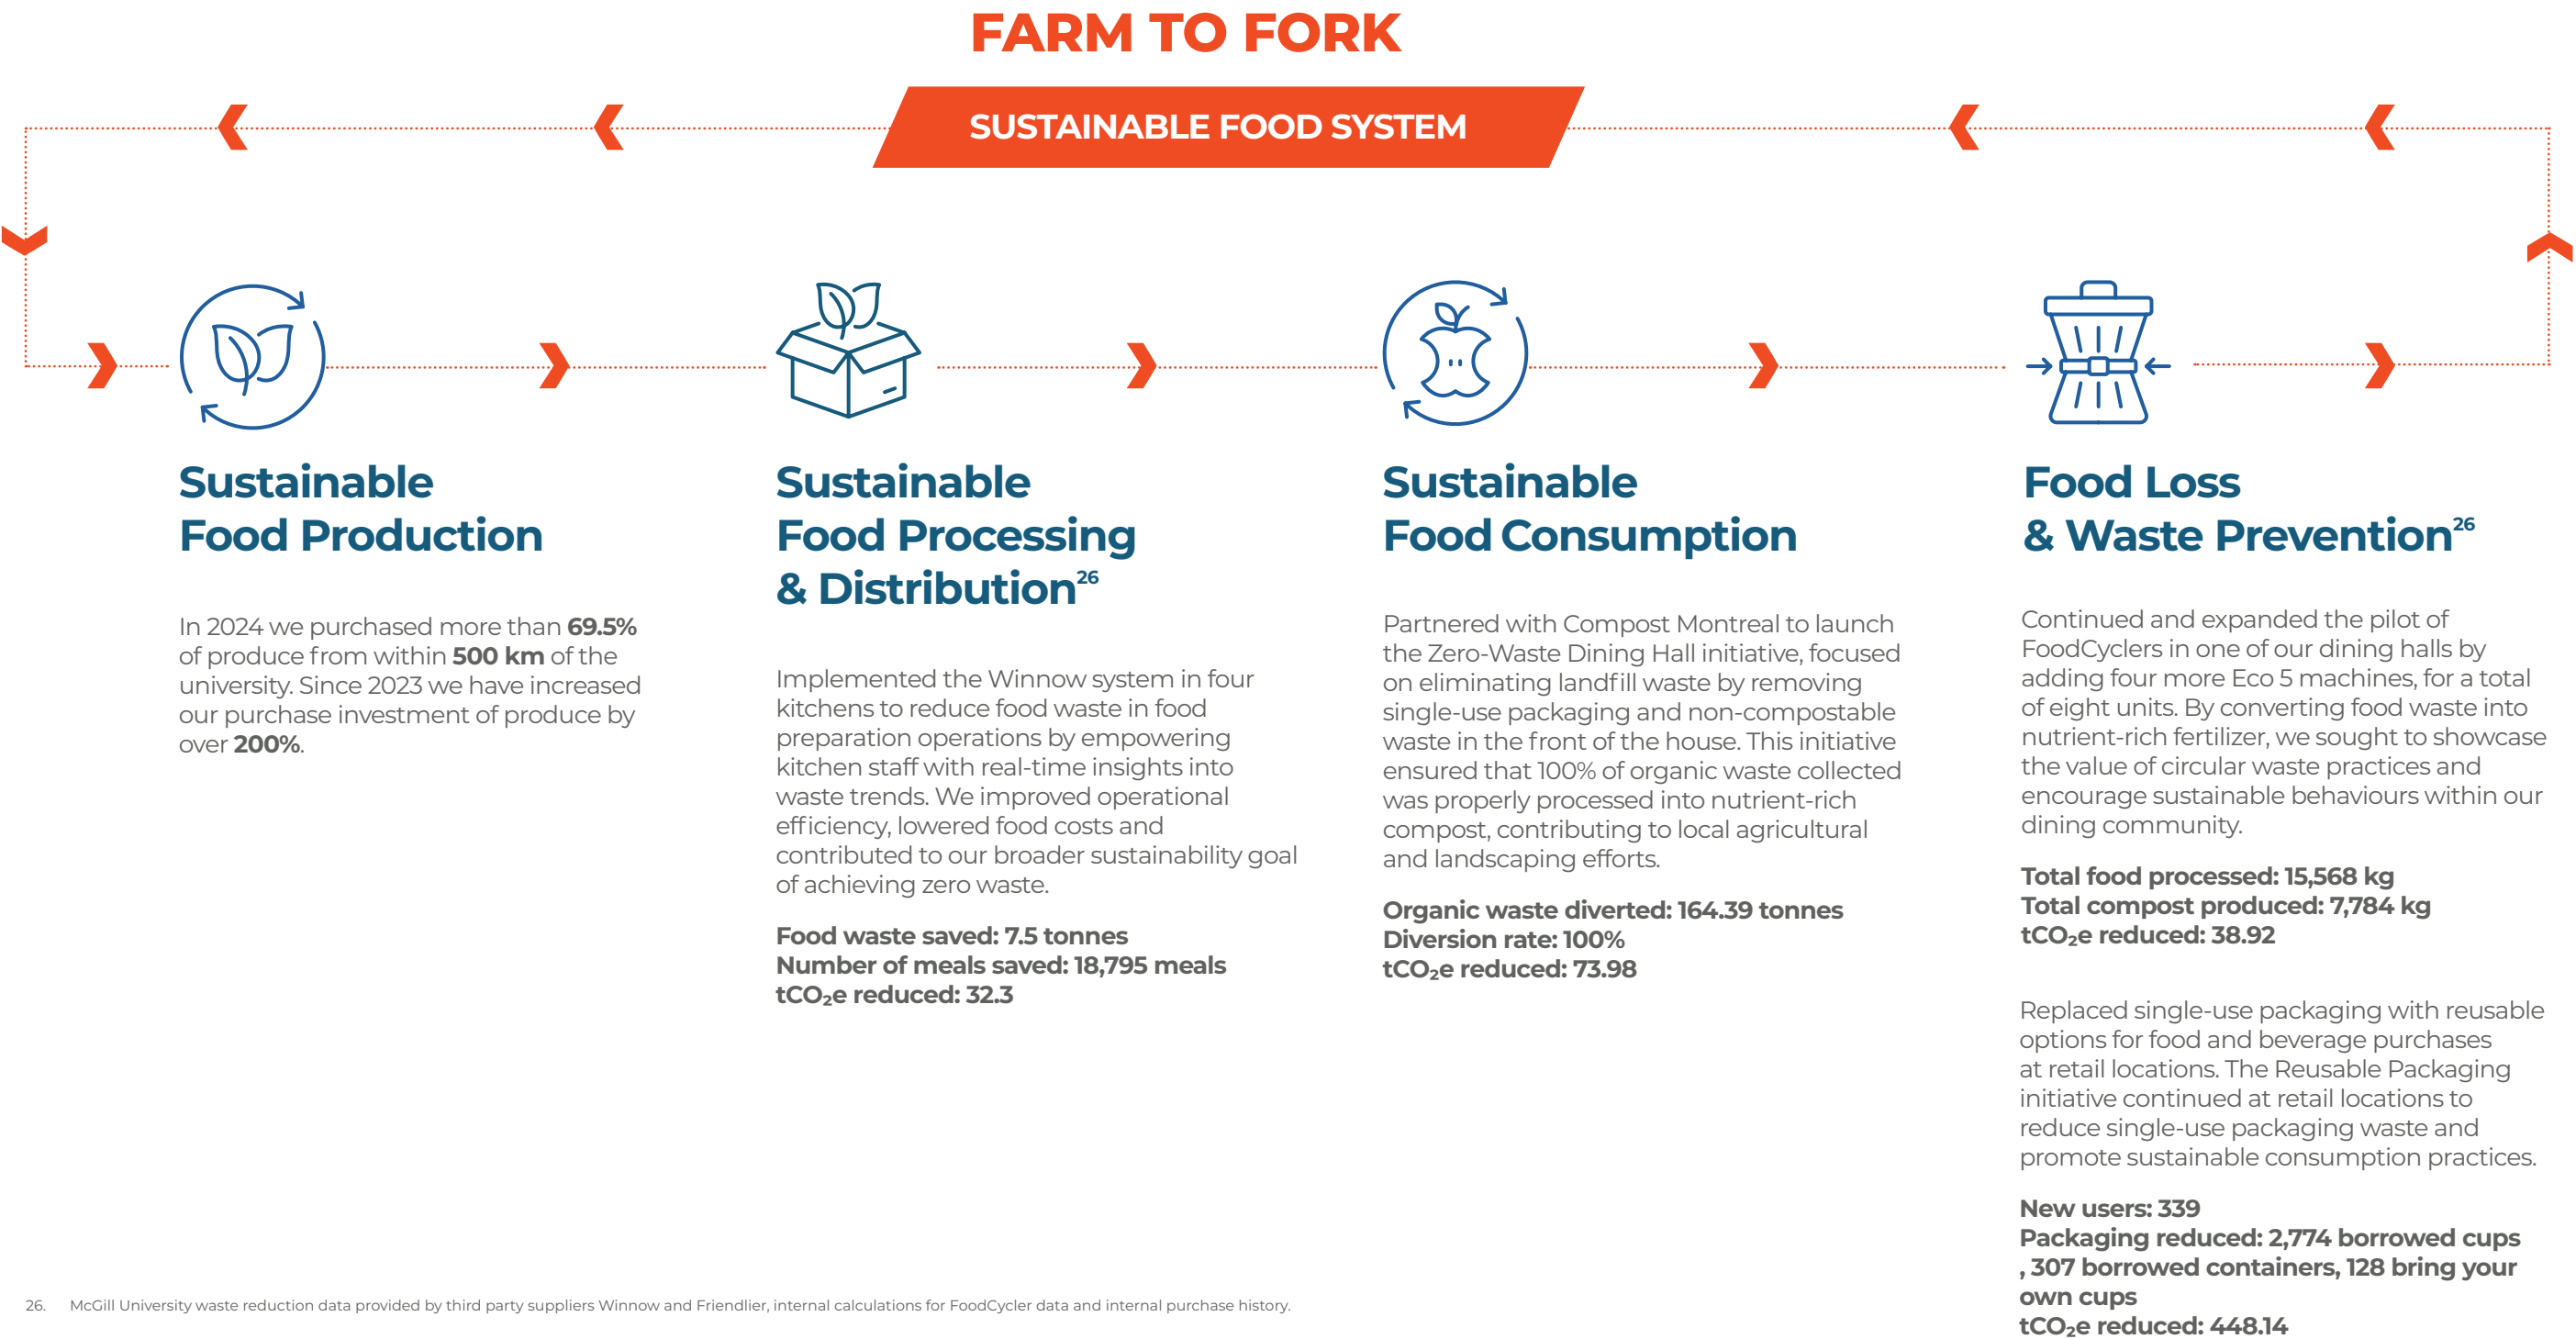 FARM TO FORK
SUSTAINABLE FOOD SYSTEM
Sustainable
Food Production
In 2024 we purchased more than 69.5%
of produce from within 500 km of the
university. Since 2023 we have increased
our purchase investment of produce by
over 200%.
Sustainable
Food Processing
& Distribution²⁶
Implemented the Winnow system in four
kitchens to reduce food waste in food
preparation operations by empowering
kitchen staff with real-time insights into
waste trends. We improved operational
efficiency, lowered food costs and
contributed to our broader sustainability goal
of achieving zero waste.
Food waste saved: 7.5 tonnes
Number of meals saved: 18,795 meals
tCO₂e reduced: 32.3
Sustainable
Food Consumption
Partnered with Compost Montreal to launch
the Zero-Waste Dining Hall initiative, focused
on eliminating landfill waste by removing
single-use packaging and non-compostable
waste in the front of the house. This initiative
ensured that 100% of organic waste collected
was properly processed into nutrient-rich
compost, contributing to local agricultural
and landscaping efforts.
Organic waste diverted: 164.39 tonnes
Diversion rate: 100%
tCO₂e reduced: 73.98
Food Loss
& Waste Prevention²⁶
Continued and expanded the pilot of
FoodCyclers in one of our dining halls by
adding four more Eco 5 machines, for a total
of eight units. By converting food waste into
nutrient-rich fertilizer, we sought to showcase
the value of circular waste practices and
encourage sustainable behaviours within our
dining community.
Total food processed: 15,568 kg
Total compost produced: 7,784 kg
tCO₂e reduced: 38.92
Replaced single-use packaging with reusable
options for food and beverage purchases
at retail locations. The Reusable Packaging
initiative continued at retail locations to
reduce single-use packaging waste and
promote sustainable consumption practices.
New users: 339
Packaging reduced: 2,774 borrowed cups
, 307 borrowed containers, 128 bring your
own cups
tCO₂e reduced: 448.14
26. McGill University waste reduction data provided by third party suppliers Winnow and Friendlier, internal calculations for FoodCycler data and internal purchase history.